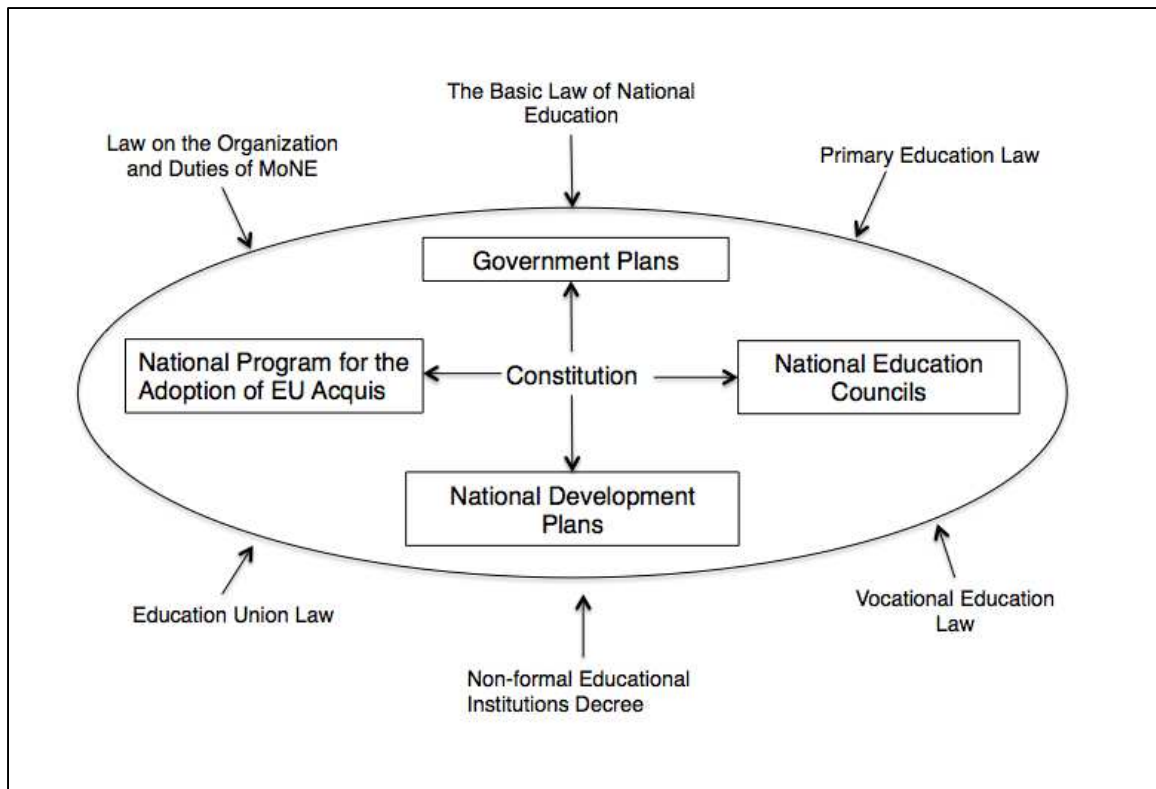 The Basic Law of National
Education
Law on the Organization
and Duties of MoNE
Primary Education Law
Government Plans
National Program for the
Adoption of EU Acquis
Constitution
National Education
Councils
National Development
Plans
Education Union Law
Vocational Education
Law
Non-formal Educational
Institutions Decree